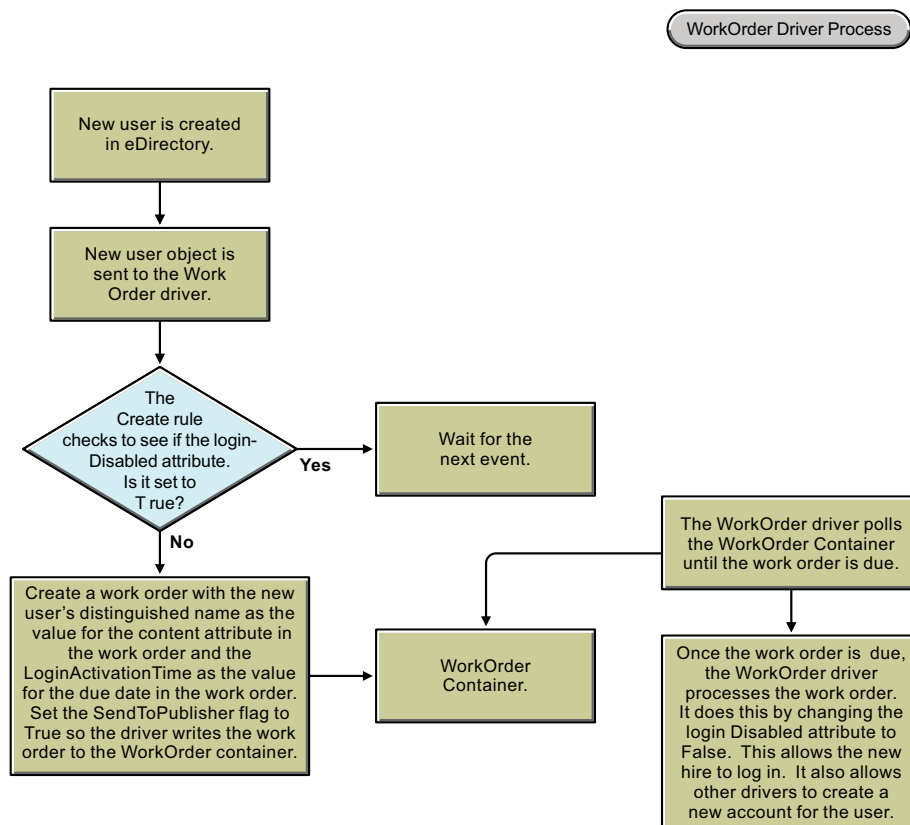 WorkOrder Driver Process
New user is created
in eDirectory.
New user object is
sent to the Work
Order driver.
The
Create rule
checks to see if the login-
Disabled attribute.
Is it set to
T rue?
Yes
Wait for the
next event.
No
Create a work order with the new
user's distinguished name as the
value for the content attribute in
the work order and the
LoginActivationTime as the value
for the due date in the work order.
Set the SendToPublisher flag to
True so the driver writes the work
order to the WorkOrder container.
WorkOrder
Container.
The WorkOrder driver polls
the WorkOrder Container
until the work order is due.
Once the work order is due,
the WorkOrder driver
processes the work order.
It does this by changing the
login Disabled attribute to
False. This allows the new
hire to log in. It also allows
other drivers to create a
new account for the user.